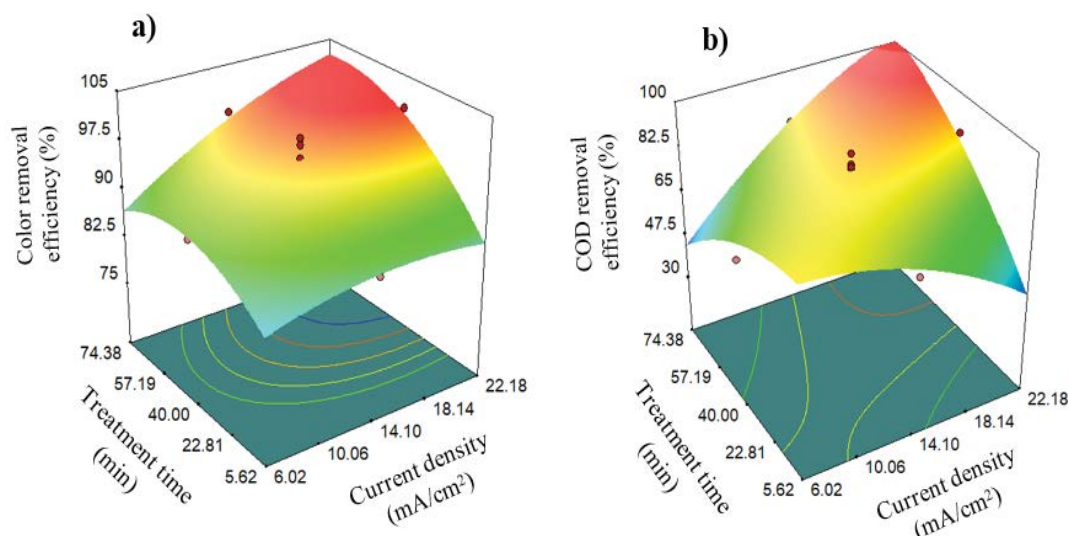 a)
105
97.5
90
82.5
75
Color removal
efficiency (%)
74.38
57.19
40.00
22.81
5.62
Treatment time
(min)
6.02
10.06
14.10
18.14
22.18
Current density
(mA/cm²)
b)
100
82.5
65
47.5
30
COD removal
efficiency (%)
74.38
57.19
40.00
22.81
5.62
Treatment time
(min)
6.02
10.06
14.10
18.14
22.18
Current density
(mA/cm²)